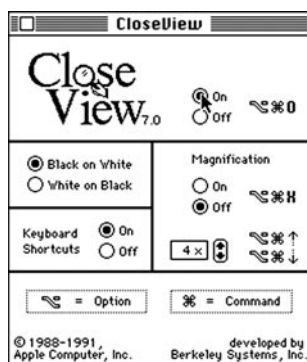 CloseView
Close View 7.0
On
Off
⌥⌘O
Black on White
White on Black
Keyboard Shortcuts
On
Off
Magnification
On
Off
⌥⌘X
4x
⌥⌘↑
⌥⌘↓
⌥ = Option
⌘ = Command
© 1988-1991,
Apple Computer, Inc.
developed by
Berkeley Systems, Inc.